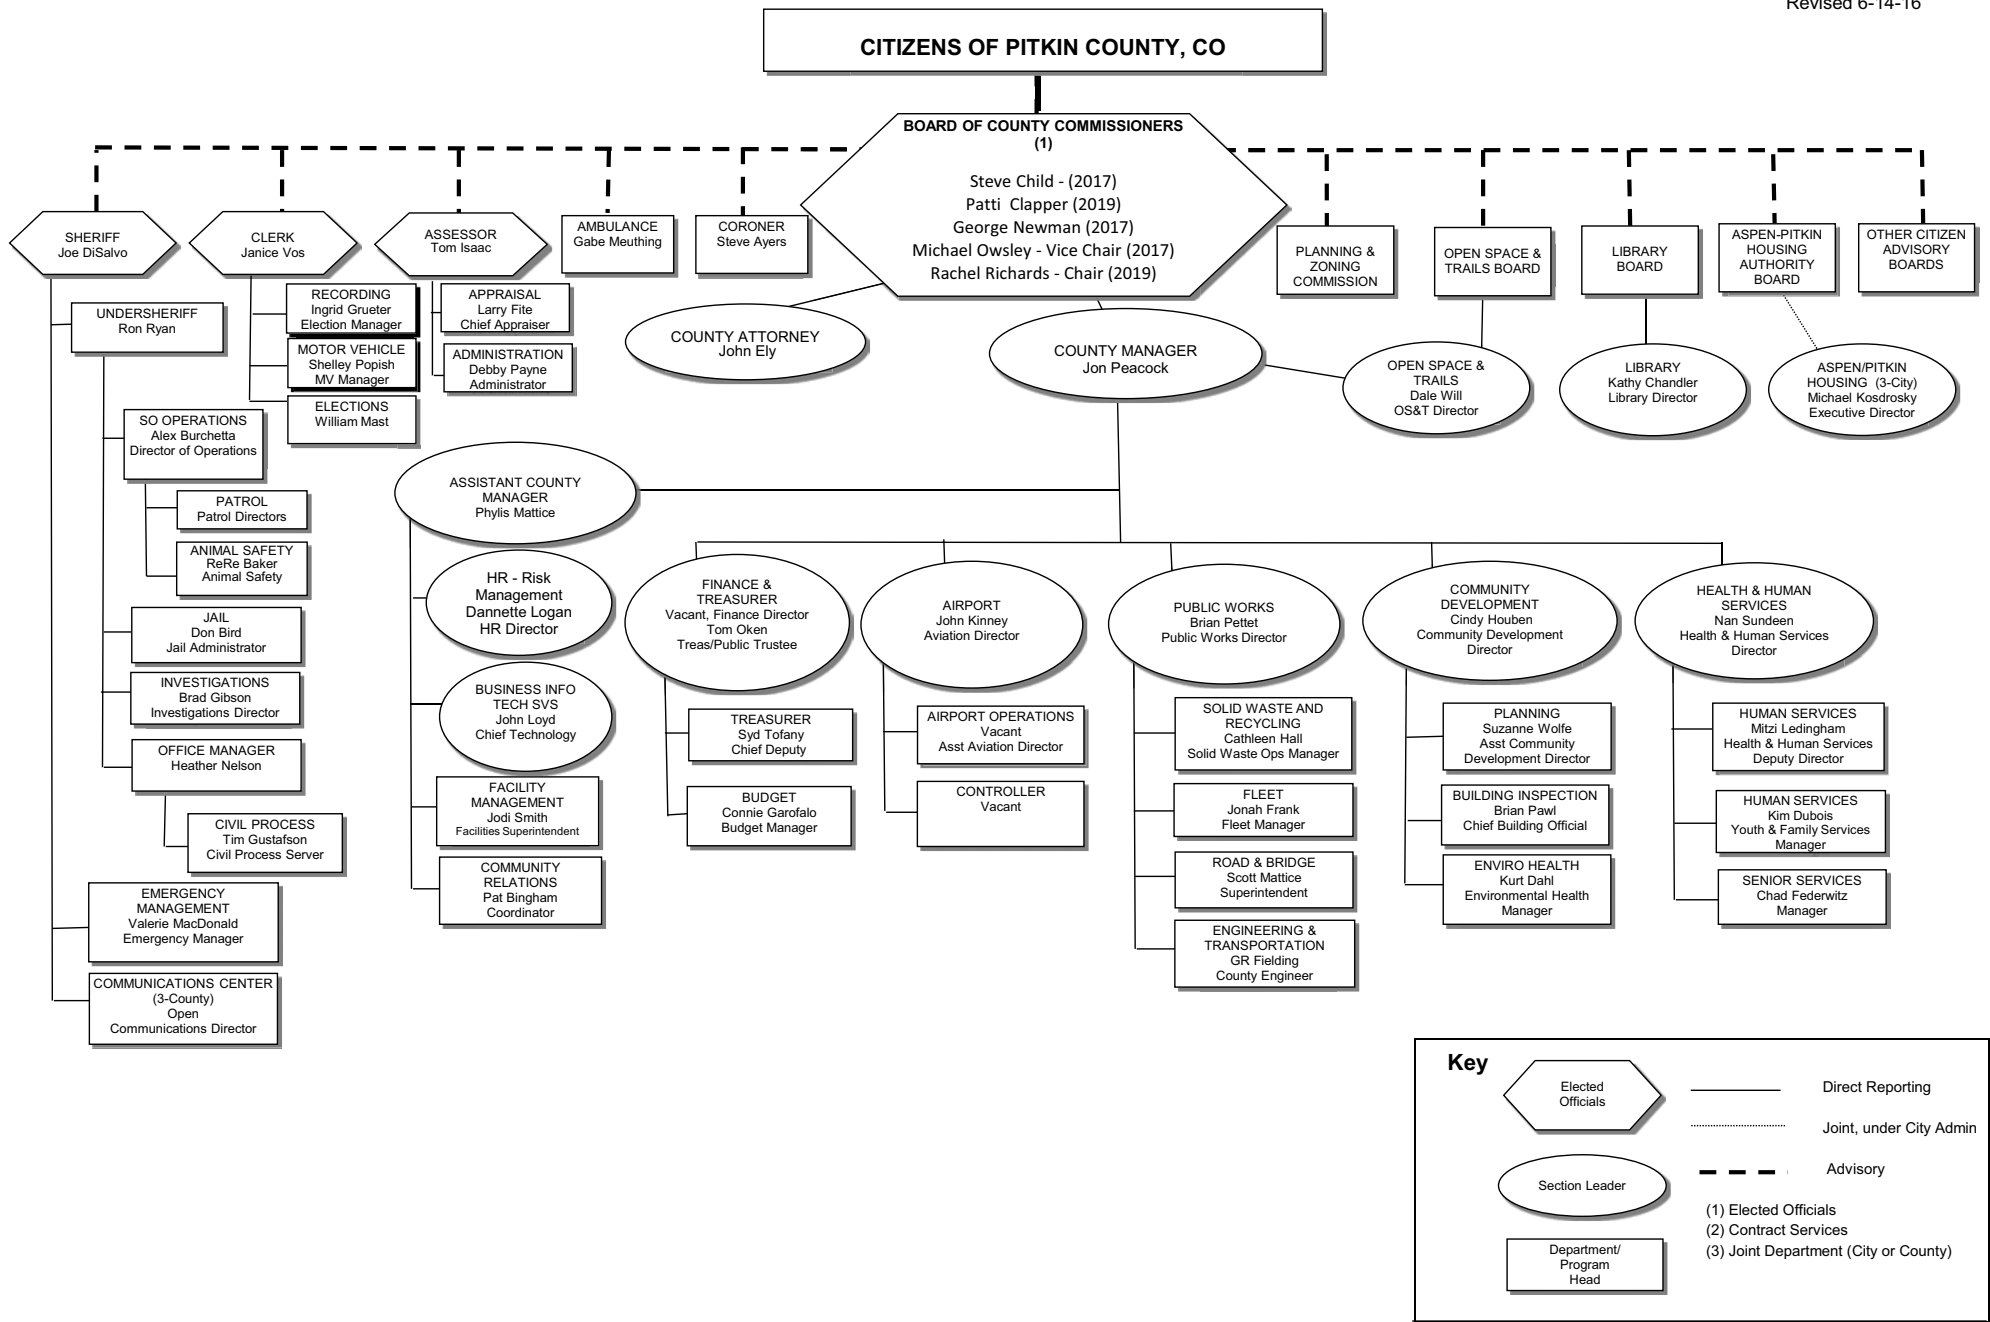 Revised 6-14-16
CITIZENS OF PITKIN COUNTY, CO
BOARD OF COUNTY COMMISSIONERS
(1)
Steve Child - (2017)
Patti Clapper (2019)
George Newman (2017)
Michael Owsley - Vice Chair (2017)
Rachel Richards - Chair (2019)
SHERIFF
Joe DiSalvo
CLERK
Janice Vos
ASSESSOR
Tom Isaac
AMBULANCE
Gabe Meuthing
CORONER
Steve Ayers
PLANNING &
ZONING
COMMISSION
OPEN SPACE &
TRAILS BOARD
LIBRARY
BOARD
ASPEN-PITKIN
HOUSING
AUTHORITY
BOARD
OTHER CITIZEN
ADVISORY
BOARDS
UNDERSHERIFF
Ron Ryan
RECORDING
Ingrid Grueter
Election Manager
MOTOR VEHICLE
Shelley Popish
MV Manager
ELECTIONS
William Mast
APPRAISAL
Larry Fite
Chief Appraiser
ADMINISTRATION
Debby Payne
Administrator
COUNTY ATTORNEY
John Ely
COUNTY MANAGER
Jon Peacock
OPEN SPACE &
TRAILS
Dale Will
OS&T Director
LIBRARY
Kathy Chandler
Library Director
ASPEN/PITKIN
HOUSING (3-City)
Michael Kosdrosky
Executive Director
SO OPERATIONS
Alex Burchetta
Director of Operations
PATROL
Patrol Directors
ANIMAL SAFETY
ReRe Baker
Animal Safety
JAIL
Don Bird
Jail Administrator
INVESTIGATIONS
Brad Gibson
Investigations Director
OFFICE MANAGER
Heather Nelson
CIVIL PROCESS
Tim Gustafson
Civil Process Server
EMERGENCY
MANAGEMENT
Valerie MacDonald
Emergency Manager
COMMUNICATIONS CENTER
(3-County)
Open
Communications Director
ASSISTANT COUNTY
MANAGER
Phylis Mattice
HR - Risk
Management
Dannette Logan
HR Director
BUSINESS INFO
TECH SVS
John Loyd
Chief Technology
FACILITY
MANAGEMENT
Jodi Smith
Facilities Superintendent
COMMUNITY
RELATIONS
Pat Bingham
Coordinator
FINANCE &
TREASURER
Vacant, Finance Director
Tom Oken
Treas/Public Trustee
TREASURER
Syd Tofany
Chief Deputy
BUDGET
Connie Garofalo
Budget Manager
AIRPORT
John Kinney
Aviation Director
AIRPORT OPERATIONS
Vacant
Asst Aviation Director
CONTROLLER
Vacant
PUBLIC WORKS
Brian Pettet
Public Works Director
SOLID WASTE AND
RECYCLING
Cathleen Hall
Solid Waste Ops Manager
FLEET
Jonah Frank
Fleet Manager
ROAD & BRIDGE
Scott Mattice
Superintendent
ENGINEERING &
TRANSPORTATION
GR Fielding
County Engineer
COMMUNITY
DEVELOPMENT
Cindy Houben
Community Development
Director
PLANNING
Suzanne Wolfe
Asst Community
Development Director
BUILDING INSPECTION
Brian Pawl
Chief Building Official
ENVIRO HEALTH
Kurt Dahl
Environmental Health
Manager
HEALTH & HUMAN
SERVICES
Nan Sundeen
Health & Human Services
Director
HUMAN SERVICES
Mitzi Ledingham
Health & Human Services
Deputy Director
HUMAN SERVICES
Kim Dubois
Youth & Family Services
Manager
SENIOR SERVICES
Chad Federwitz
Manager
Key
Elected
Officials
Direct Reporting
Joint, under City Admin
Advisory
Section Leader
(1) Elected Officials
(2) Contract Services
(3) Joint Department (City or County)
Department/
Program
Head